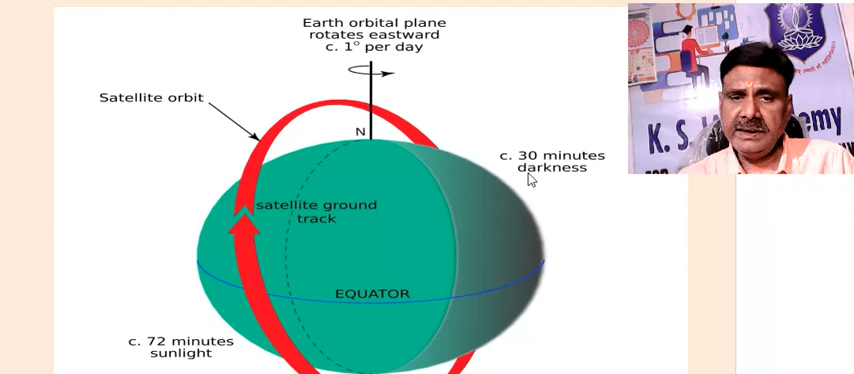 Earth orbital plane
rotates eastward
c. 1° per day
Satellite orbit
N
c. 30 minutes
darkness
satellite ground
track
EQUATOR
c. 72 minutes
sunlight
K. S.